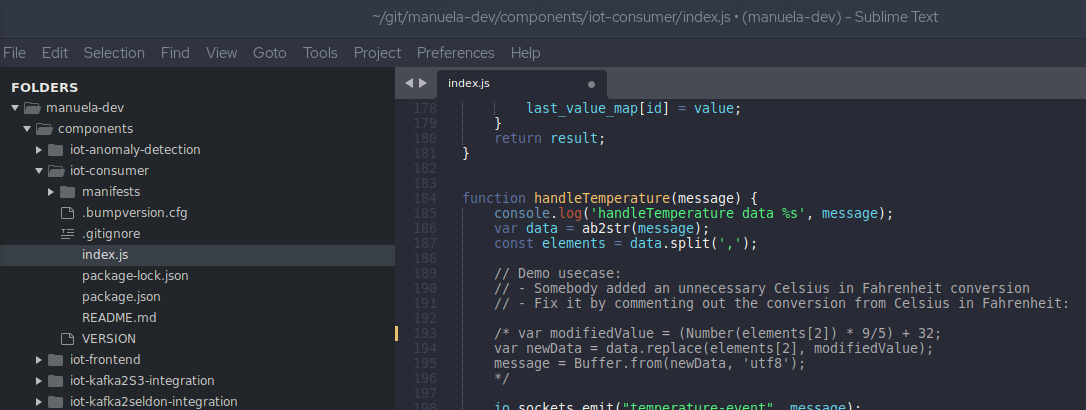 ~/git/manuela-dev/components/iot-consumer/index.js • (manuela-dev) - Sublime Text
File Edit Selection Find View Goto Tools Project Preferences Help
FOLDERS
manuela-dev
components
iot-anomaly-detection
iot-consumer
manifests
.bumpversion.cfg
.gitignore
index.js
package-lock.json
package.json
README.md
VERSION
iot-frontend
iot-kafka2S3-integration
iot-kafka2seldon-integration
index.js
178 last_value_map[id] = value;
179 }
180 return result;
181 }
182
183
184 function handleTemperature(message) {
185 console.log('handleTemperature data %s', message);
186 var data = ab2str(message);
187 const elements = data.split(',');
188
189 // Demo usecase:
190 // - Somebody added an unnecessary Celsius in Fahrenheit conversion
191 // - Fix it by commenting out the conversion from Celsius in Fahrenheit:
192
193 /* var modifiedValue = (Number(elements[2]) * 9/5) + 32;
194 var newData = data.replace(elements[2], modifiedValue);
195 message = Buffer.from(newData, 'utf8');
196 */
197
198 io.sockets.emit("temperature-event", message);